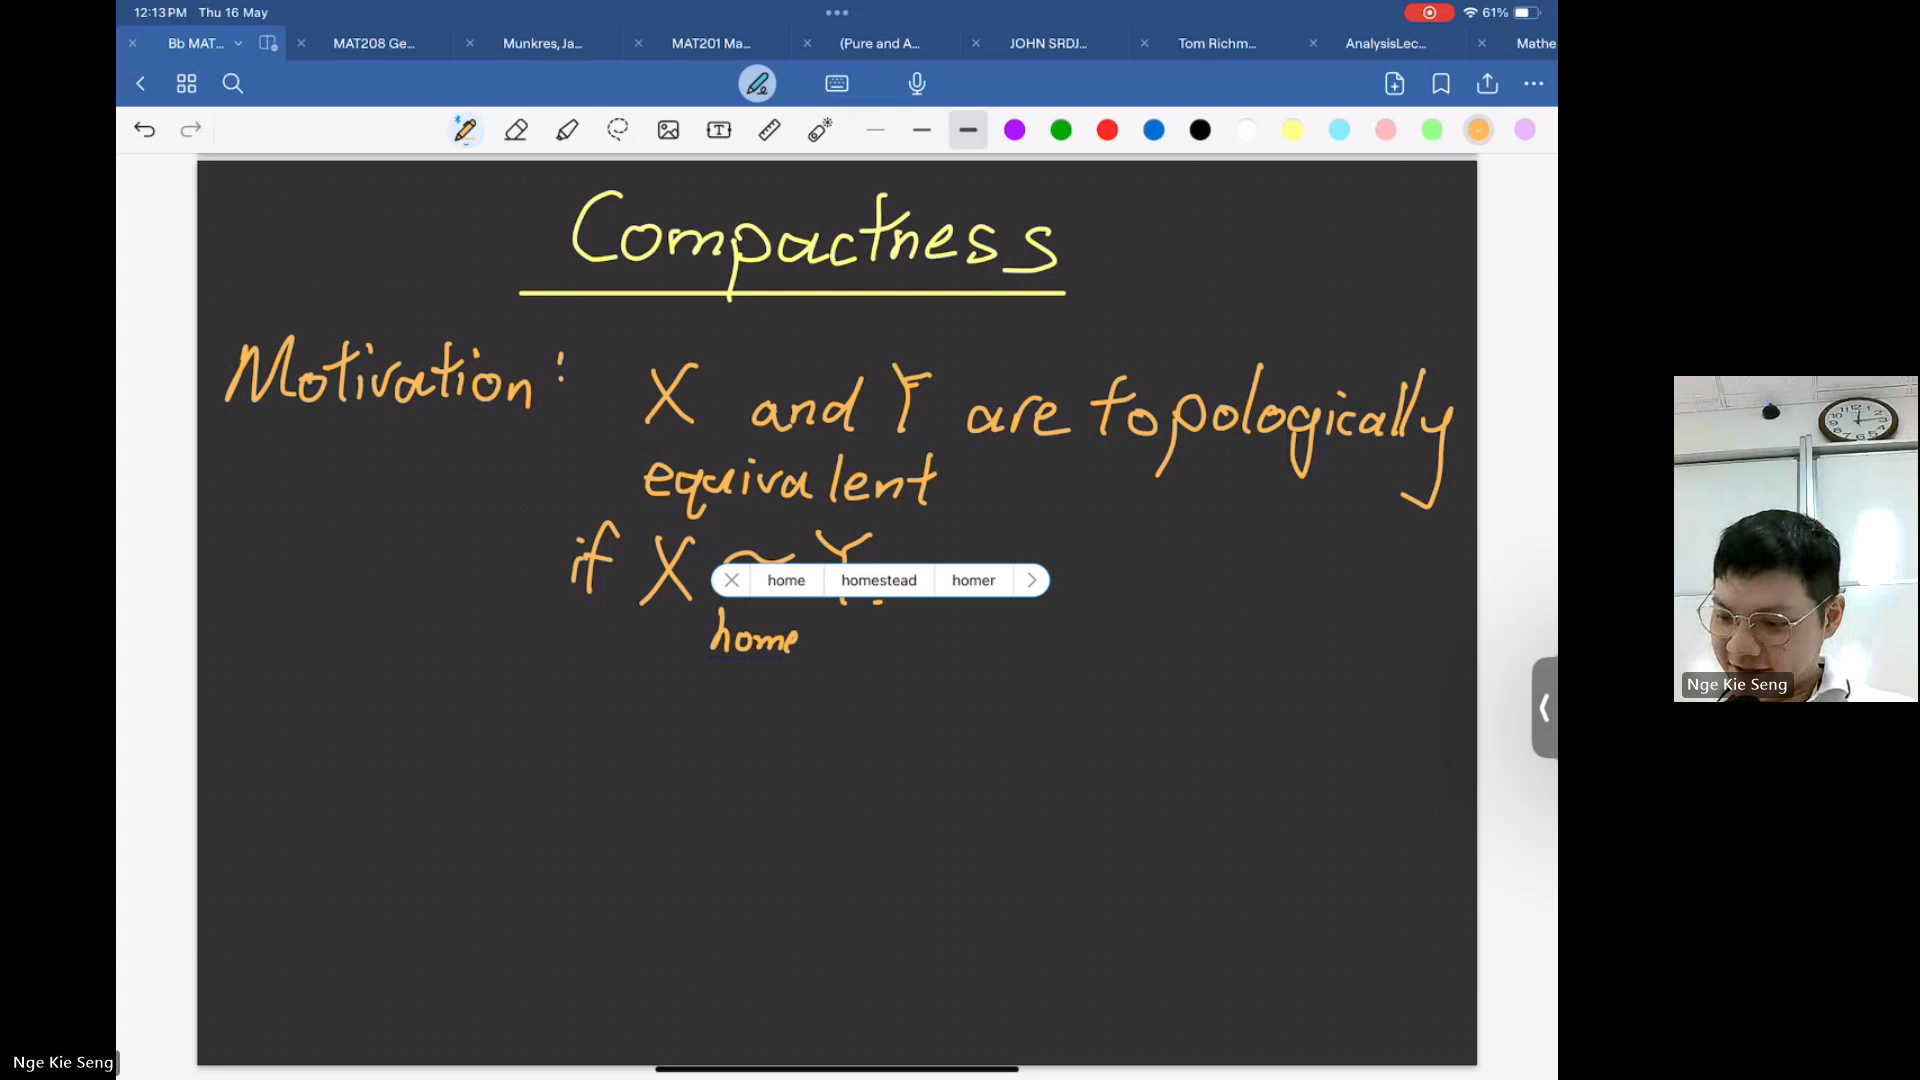 12:13 PM Thu 16 May
61%
Bb MAT...
MAT208 Ge...
Munkres, Ja...
MAT201 Ma...
(Pure and A...
JOHN SRDJ...
Tom Richm...
AnalysisLec...
Mathe
Compactness
Motivation: X and Y are topologically
equivalent
if X ≃ Y.
home homestead homer
home
Nge Kie Seng
Nge Kie Seng